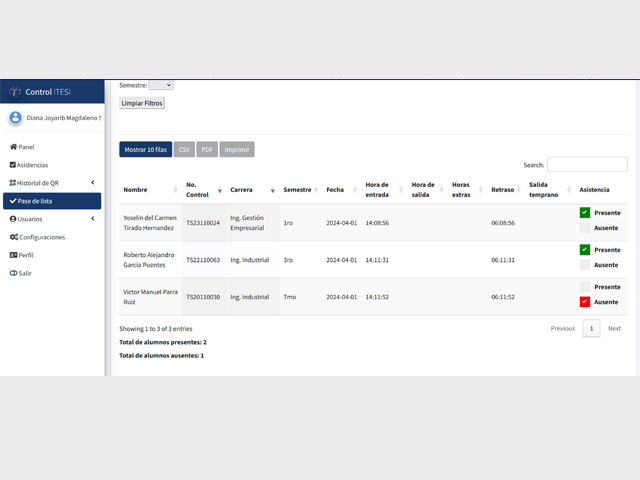 Semestre:
Control ITESI
Limpiar Filtros
Diana Joyarib Magdaleno S
Panel
Mostrar 10 filas CSV PDF Imprimir
Asistencias
Search:
Historial de QR
Nombre No. Control Carrera Semestre Fecha Hora de entrada Hora de salida Horas extras Retraso Salida temprano Asistencia
Pase de lista
Usuarios
Configuraciones
Perfil
Salir
Yoselin del Carmen Tirado Hernandez TS23110024 Ing. Gestión Empresarial 1ro 2024-04-01 14:08:56 06:08:56 Presente
Ausente
Roberto Alejandro Garcia Puentes TS22110063 Ing. industrial 3ro 2024-04-01 14:11:31 06:11:31 Presente
Ausente
Victor Manuel Parra Ruiz TS20110030 Ing. industrial 7mo 2024-04-01 14:11:52 06:11:52 Presente
Ausente
Showing 1 to 3 of 3 entries
Previous 1 Next
Total de alumnos presentes: 2
Total de alumnos ausentes: 1